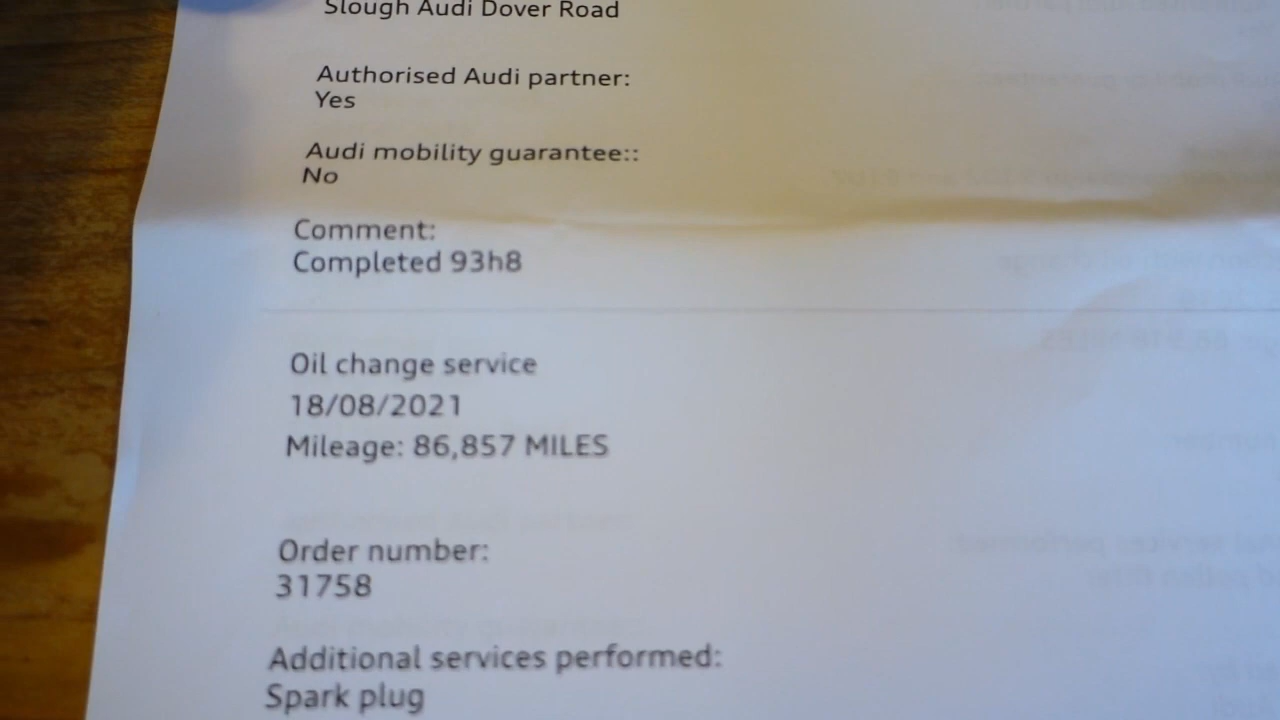 Slough Audi Dover Road
Authorised Audi partner:
Yes
Audi mobility guarantee::
No
Comment:
Completed 93h8
Oil change service
18/08/2021
Mileage: 86,857 MILES
Order number:
31758
Additional services performed:
Spark plug